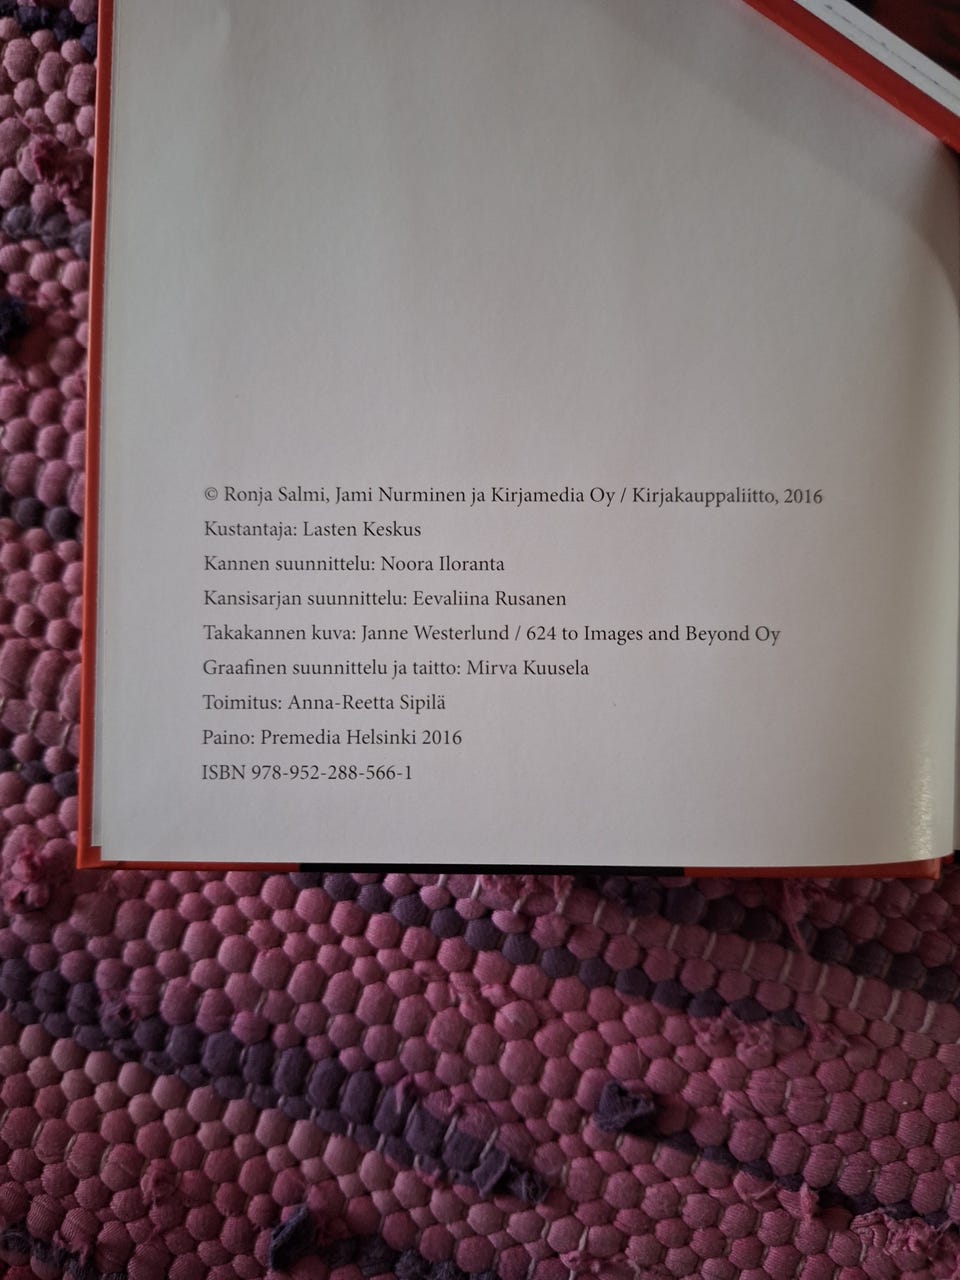 © Ronja Salmi, Jami Nurminen ja Kirjamedia Oy / Kirjakauppaliitto, 2016
Kustantaja: Lasten Keskus
Kannen suunnittelu: Noora Iloranta
Kansisarjan suunnittelu: Eevaliina Rusanen
Takakannen kuva: Janne Westerlund / 624 to Images and Beyond Oy
Graafinen suunnittelu ja taitto: Mirva Kuusela
Toimitus: Anna-Reetta Sipilä
Paino: Premedia Helsinki 2016
ISBN 978-952-288-566-1